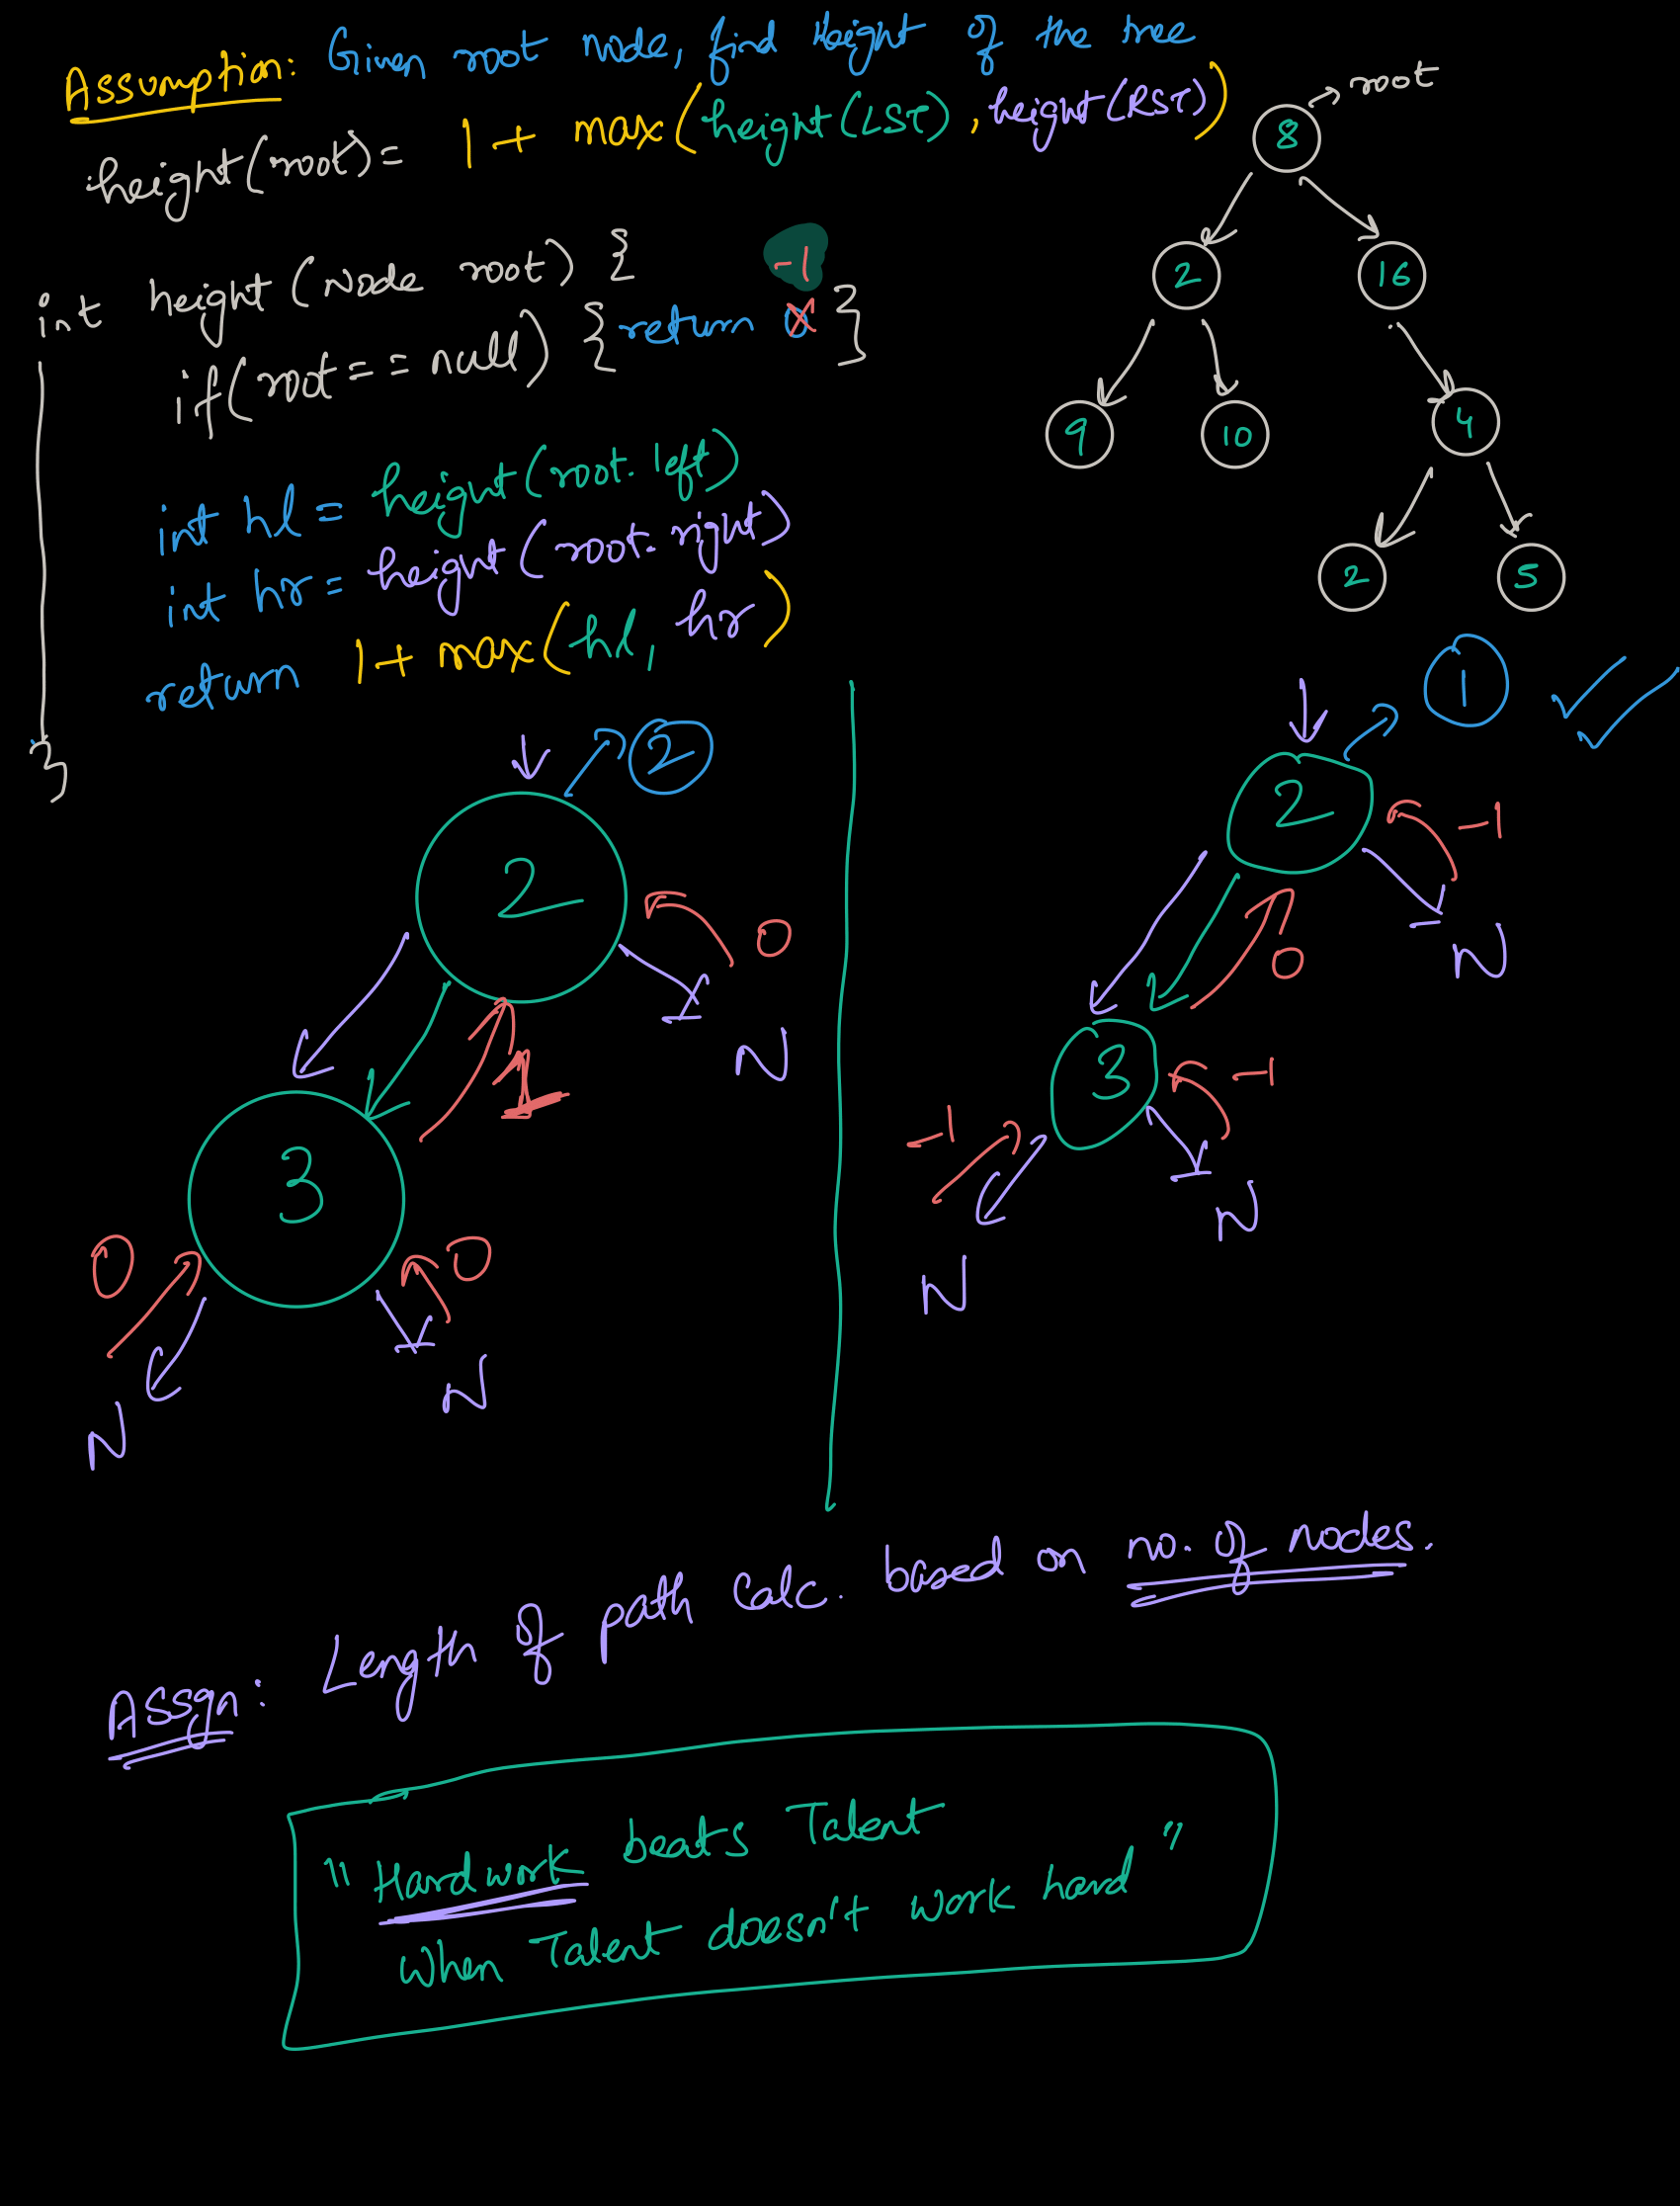 Assumption: Given root node, find height of the tree
height(root)= 1 + max(height(LST), height(RST))
root
8
2 16
9 10 4
2 5
int height (Node root) {
-1
if(root == null) {return 0}
int hl = height(root.left)
int hr = height(root.right)
return 1+ max(hl, hr)
}
2
2
0
N
1
3
0 0
N N
1
2
-1
N
0
3
-1
-1
N
N
Assgn: Length of path calc. based on no. of nodes.
"Hardwork beats Talent
when Talent doesn't work hard"